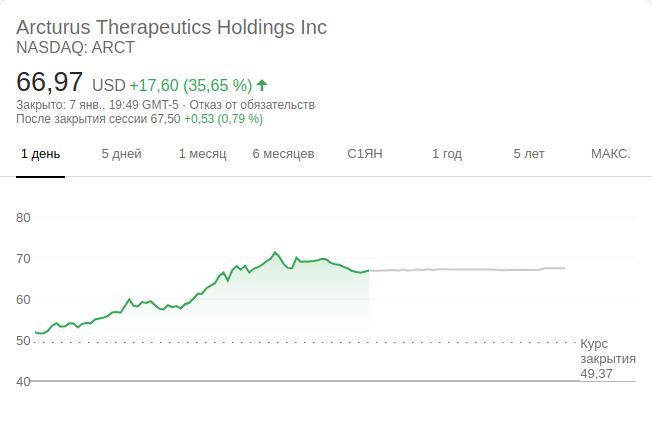 Arcturus Therapeutics Holdings Inc
NASDAQ: ARCT
66,97 USD +17,60 (35,65 %)
Закрыто: 7 янв., 19:49 GMT-5 · Отказ от обязательств
После закрытия сессии 67,50 +0,53 (0,79 %)
1 день 5 дней 1 месяц 6 месяцев С1ЯН 1 год 5 лет МАКС.
80
70
60
50
Курс
закрытия
49,37
40